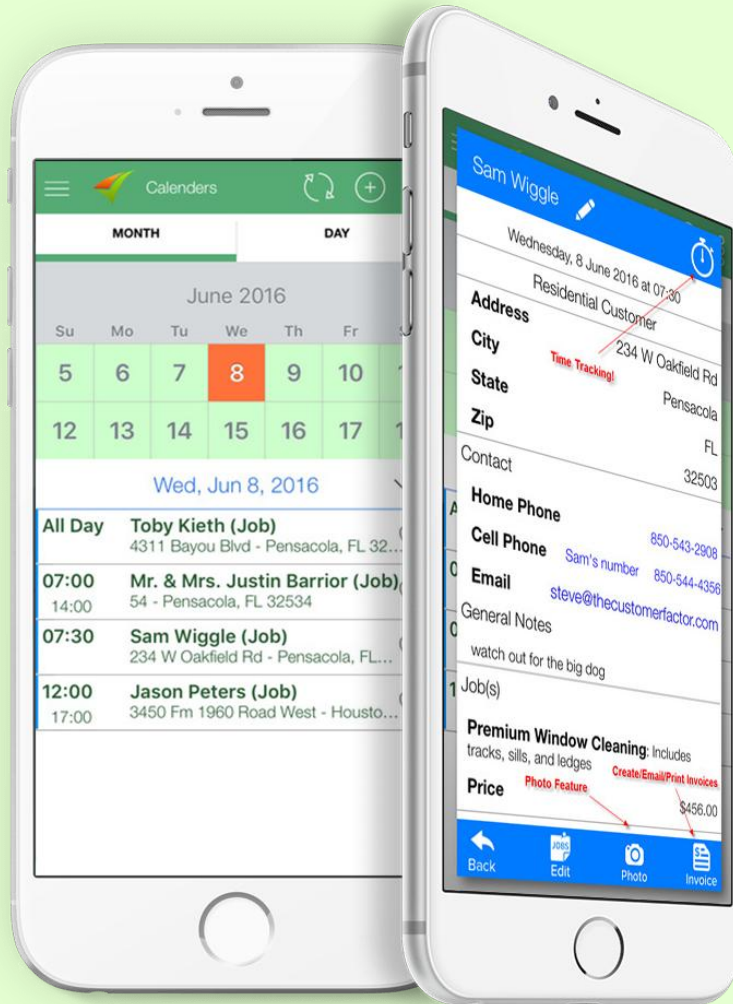 Calenders
MONTH DAY
June 2016
Su Mo Tu We Th Fr
5 6 7 8 9 10
12 13 14 15 16 17
Wed, Jun 8, 2016
All Day Toby Kieth (Job)
4311 Bayou Blvd - Pensacola, FL 32...
07:00 Mr. & Mrs. Justin Barrior (Job)
14:00 54 - Pensacola, FL 32534
07:30 Sam Wiggle (Job)
234 W Oakfield Rd - Pensacola, FL...
12:00 Jason Peters (Job)
17:00 3450 Fm 1960 Road West - Housto...
Sam Wiggle
Wednesday, 8 June 2016 at 07:30
Residential Customer
Address 234 W Oakfield Rd
Time Tracking!
City Pensacola
State FL
Zip 32503
Contact
Home Phone 850-543-2908
Cell Phone Sam's number 850-544-4356
Email steve@thecustomerfactor.com
General Notes
watch out for the big dog
Job(s)
Premium Window Cleaning: Includes
tracks, sills, and ledges
Create/Email/Print Invoices
Photo Feature
Price $456.00
Back Edit Photo Invoice
JOBS